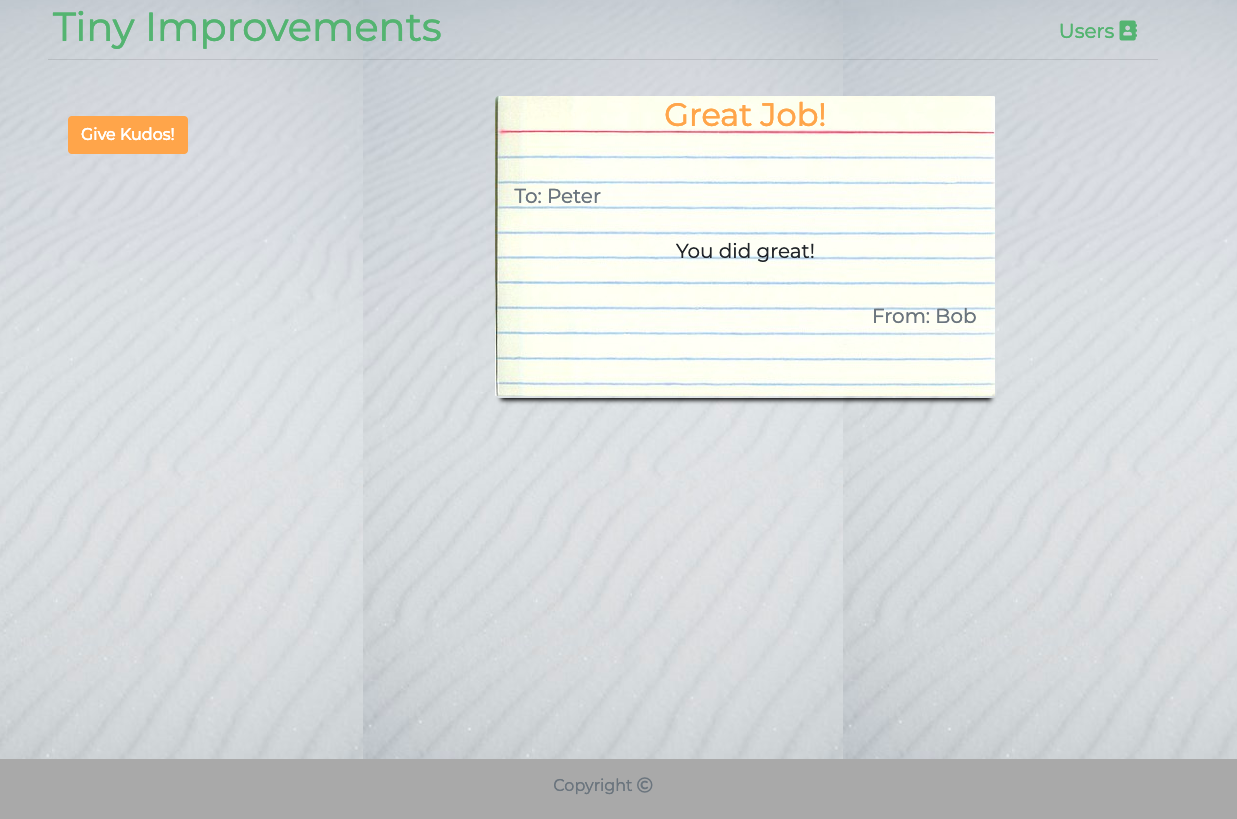 Tiny Improvements
Users
Give Kudos!
Great Job!
To: Peter
You did great!
From: Bob
Copyright ©